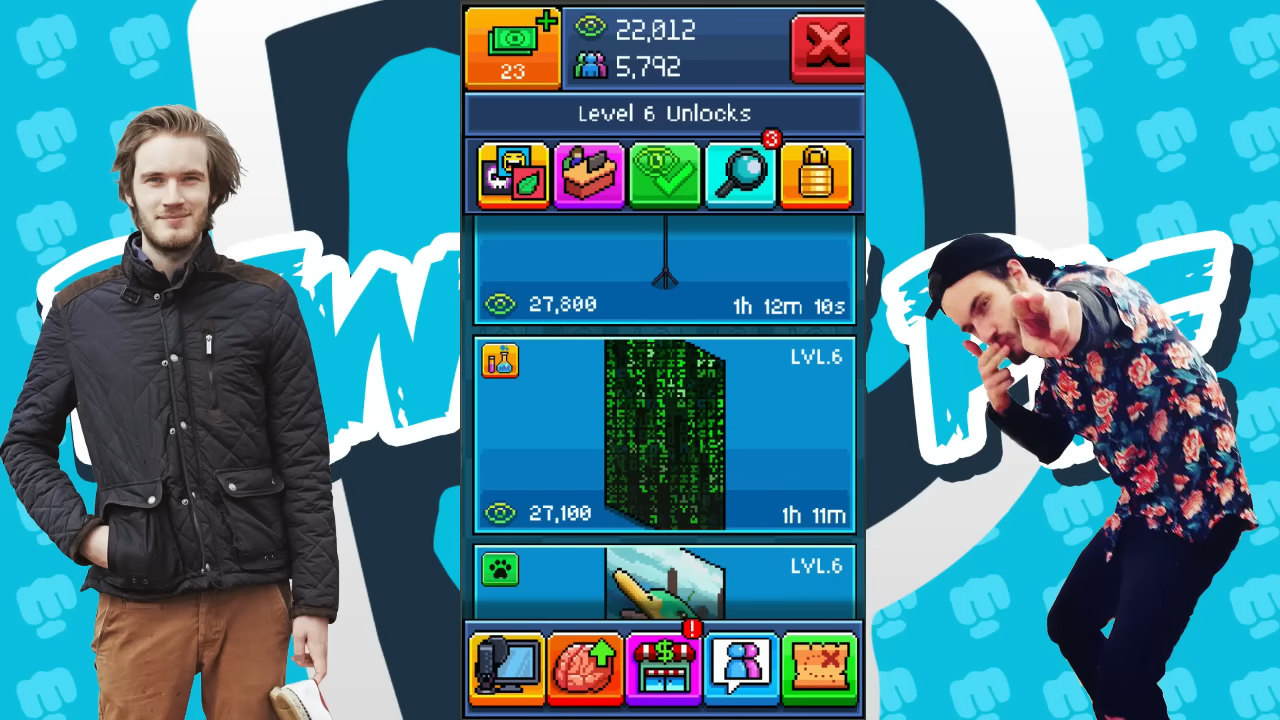 22,012
23
5,792
Level 6 Unlocks
3
27,800
1h 12m 10s
LVL.6
27,100
1h 11m
LVL.6
!